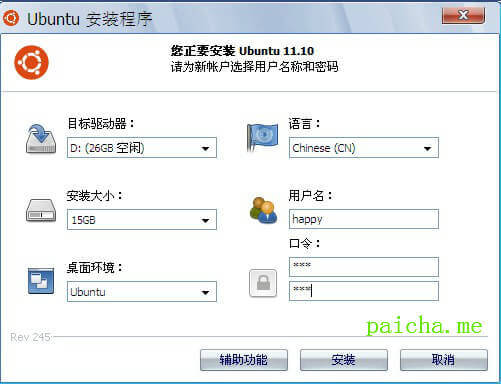 Ubuntu 安装程序
您正要安装 Ubuntu 11.10
请为新帐户选择用户名称和密码
目标驱动器：
D: (26GB 空闲)
语言：
Chinese (CN)
安装大小：
15GB
用户名：
happy
口令：
***
桌面环境：
Ubuntu
***
paicha.me
Rev 245
辅助功能
安装
取消